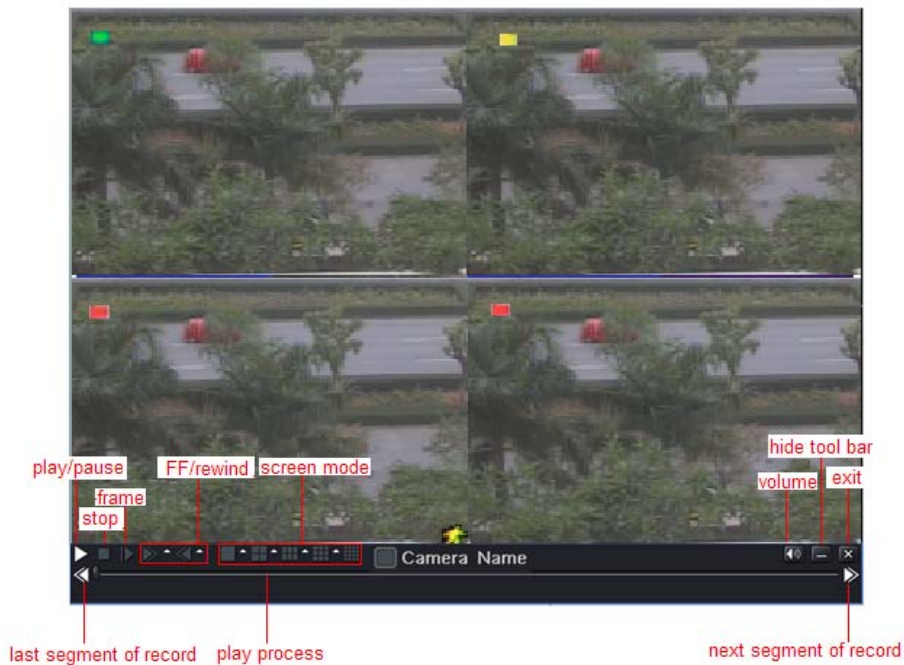 hide tool bar
play/pause
FF/rewind
screen mode
volume
exit
frame
stop
Camera Name
last segment of record
play process
next segment of record